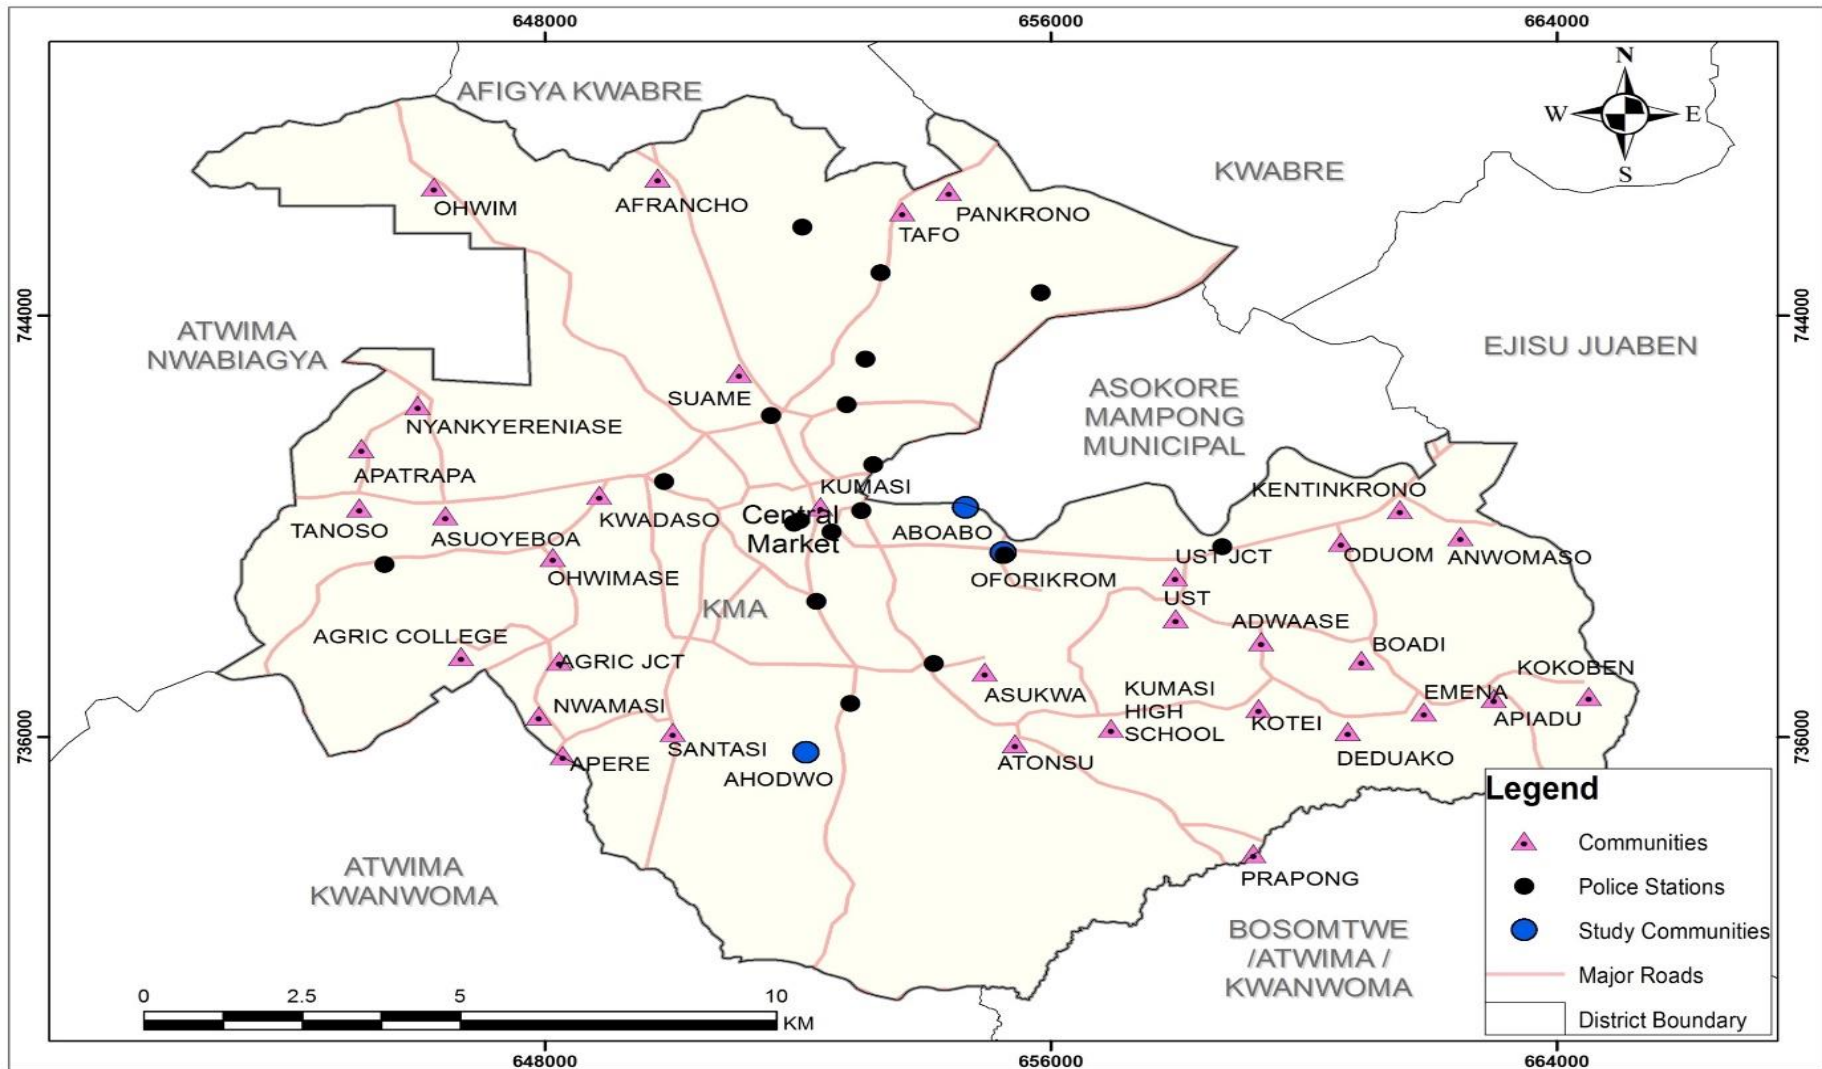 648000
656000
664000
N
W
E
S
AFIGYA KWABRE
KWABRE
OHWIM
AFRANCHO
PANKRONO
TAFO
744000
744000
ATWIMA
NWABIAGYA
EJISU JUABEN
SUAME
ASOKORE
MAMPONG
MUNICIPAL
NYANKYERENIASE
APATRAPA
KUMASI
KENTINKRONO
TANOSO
ASUOYEBOA
KWADASO
Central
Market
ABOABO
UST JCT
ODUOM
ANWOMASO
OHWIMASE
OFORIKROM
UST
KMA
ADWAASE
AGRIC COLLEGE
AGRIC JCT
BOADI
KOKOBEN
ASUKWA
KUMASI
HIGH
SCHOOL
EMENA
NWAMASI
KOTEI
APIADU
736000
736000
SANTASI
APERE
AHODWO
ATONSU
DEDUAKO
PRAPONG
ATWIMA
KWANWOMA
BOSOMTWE
/ATWIMA /
KWANWOMA
Legend
Communities
Police Stations
Study Communities
Major Roads
District Boundary
0
2.5
5
10
KM
648000
656000
664000